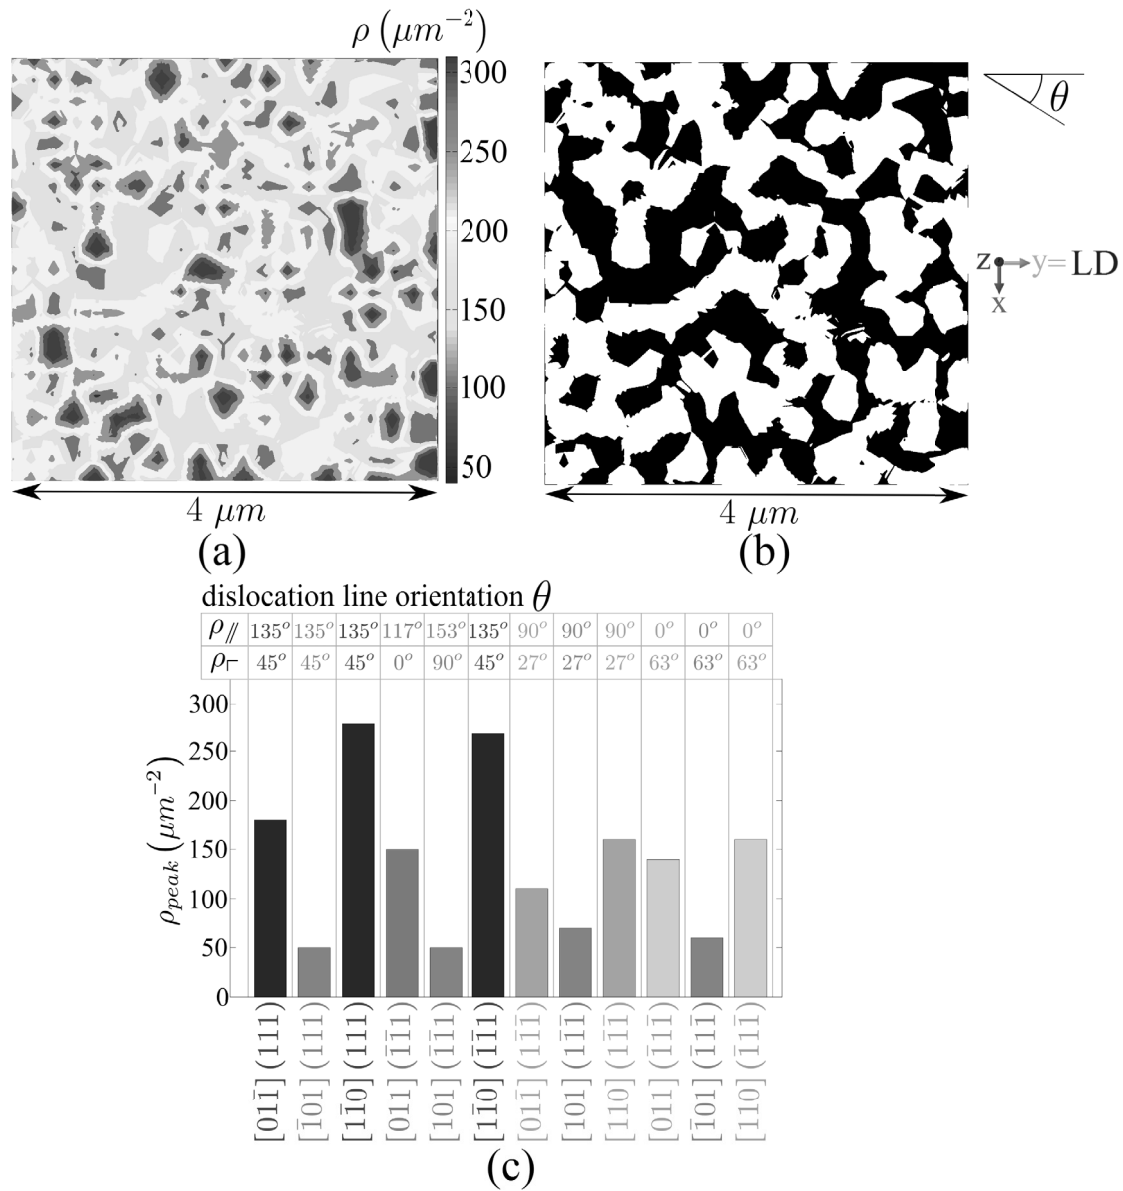 ρ (μm⁻²)
300
250
200
150
100
50
4 μm
(a)
θ
z
y=LD
x
4 μm
(b)
dislocation line orientation θ
ρ∕∕ 135° 135° 135° 117° 153° 135° 90° 90° 90° 0° 0° 0°
ρ⊢ 45° 45° 45° 0° 90° 45° 27° 27° 27° 63° 63° 63°
300
250
200
150
100
50
0
ρpeak (μm⁻²)
[011̅] (111)
[1̅01] (111)
[11̅0] (111)
[011] (1̅1̅1)
[101] (1̅1̅1)
[11̅0] (1̅1̅1)
[011̅] (11̅1̅)
[101] (11̅1̅)
[110] (11̅1̅)
[011] (1̅11̅)
[1̅01] (1̅11̅)
[110] (1̅11̅)
(c)